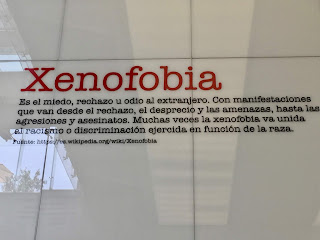 Xenofobia
Es el miedo, rechazo u odio al extranjero. Con manifestaciones
que van desde el rechazo, el desprecio y las amenazas, hasta las
agresiones y asesinatos. Muchas veces la xenofobia va unida
al racismo o discriminación ejercida en función de la raza.
Fuente: https://es.wikipedia.org/wiki/Xenofobia